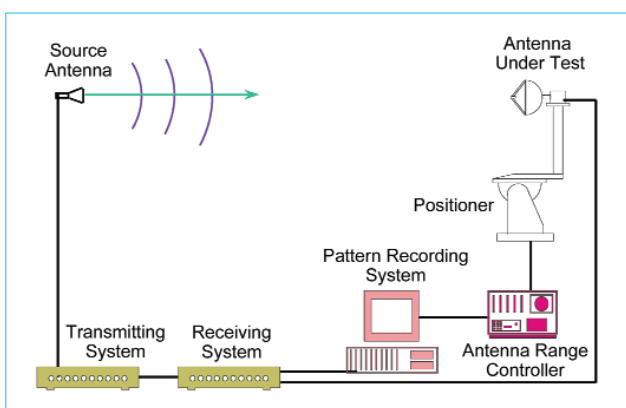 Source
Antenna
Antenna
Under Test
Positioner
Pattern Recording
System
Transmitting
System
Receiving
System
Antenna Range
Controller